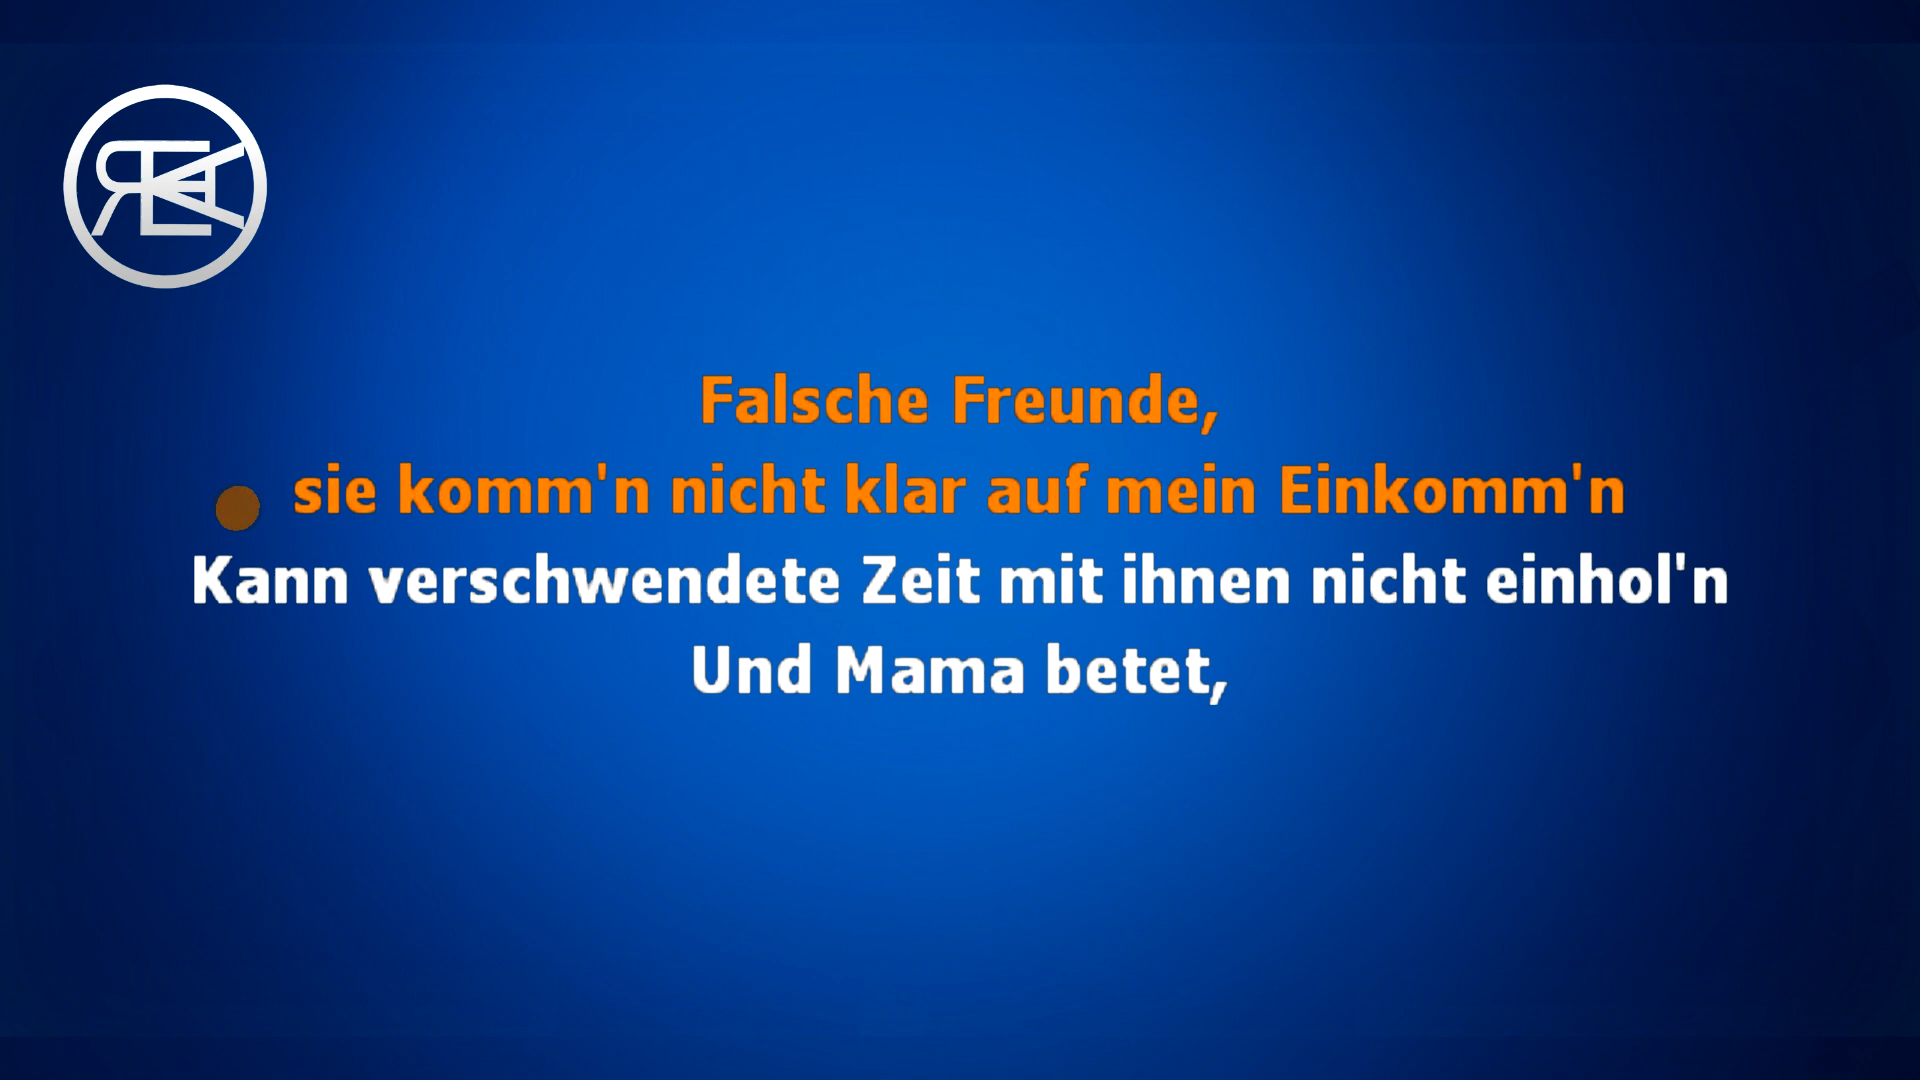 Falsche Freunde,
sie komm'n nicht klar auf mein Einkomm'n
Kann verschwendete Zeit mit ihnen nicht einhol'n
Und Mama betet,